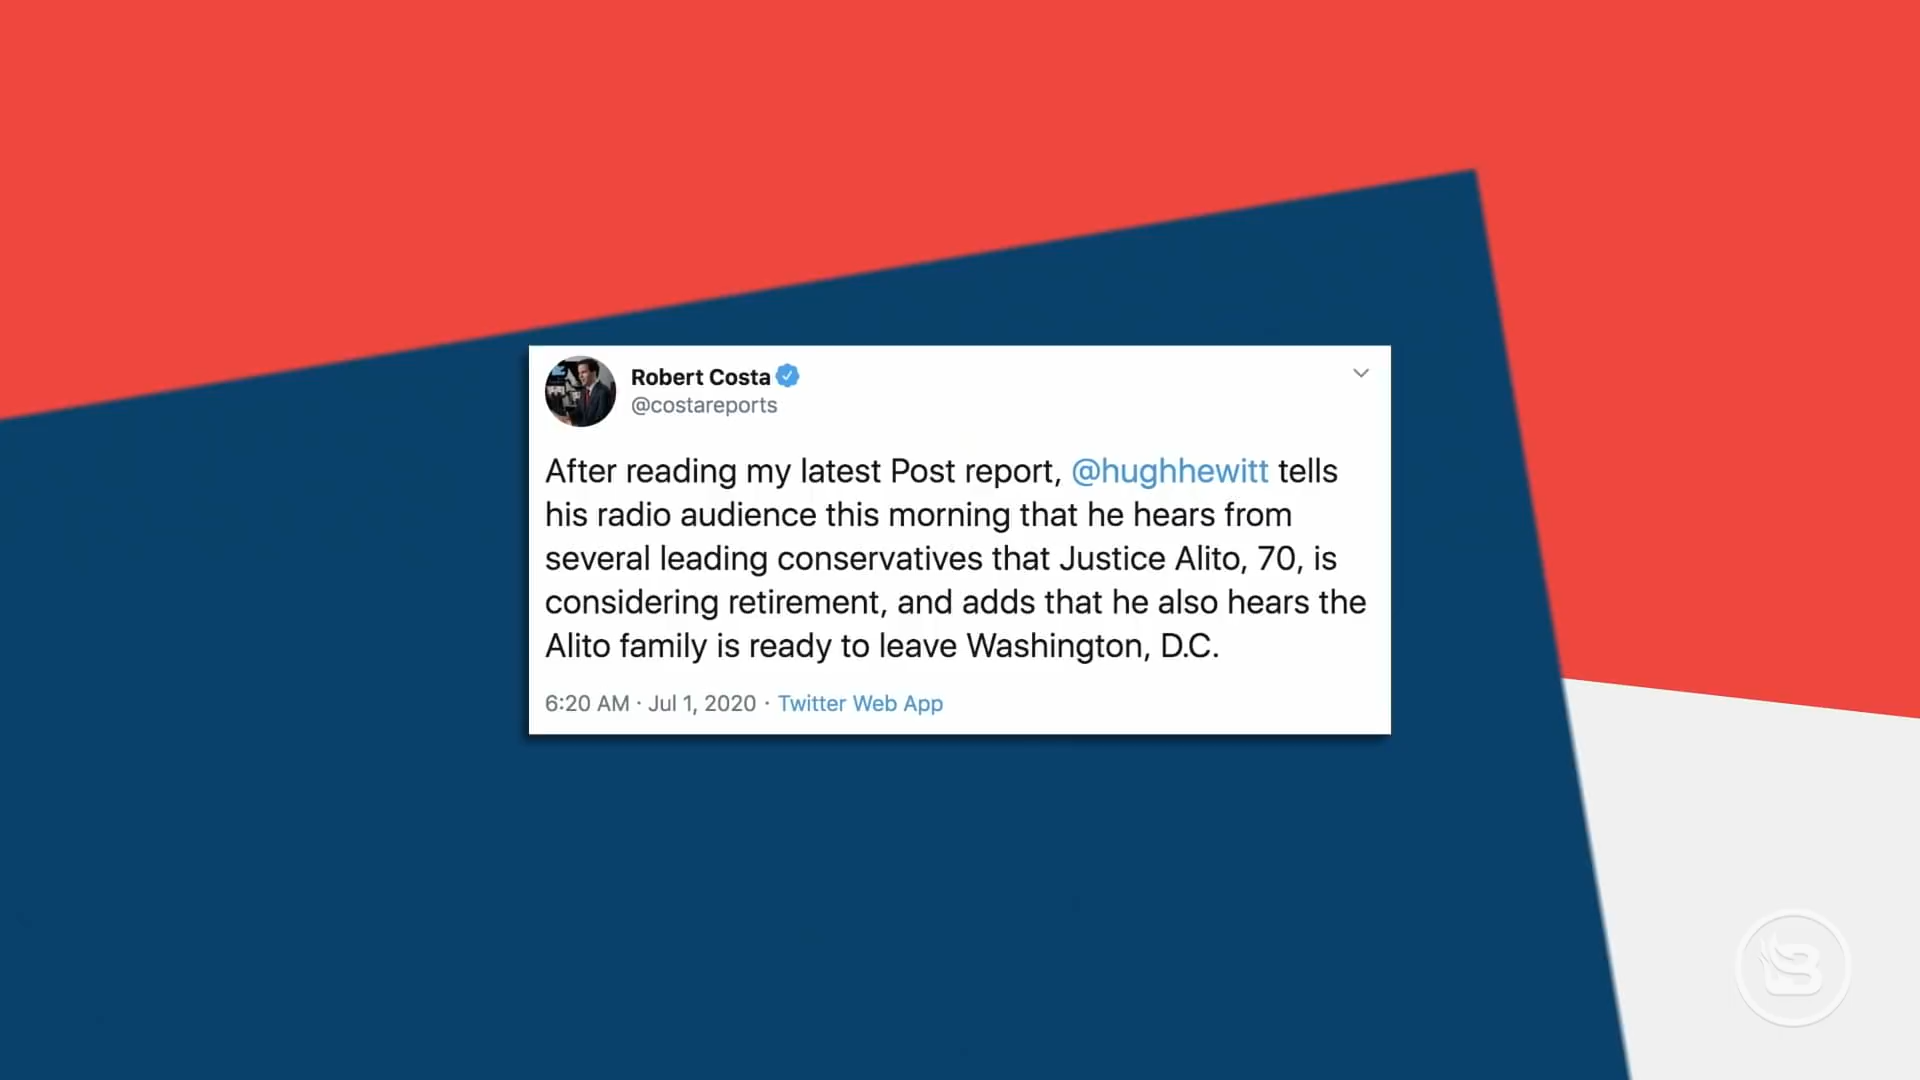 Robert Costa
@costareports
After reading my latest Post report, @hughhewitt tells
his radio audience this morning that he hears from
several leading conservatives that Justice Alito, 70, is
considering retirement, and adds that he also hears the
Alito family is ready to leave Washington, D.C.
6:20 AM · Jul 1, 2020 · Twitter Web App
B